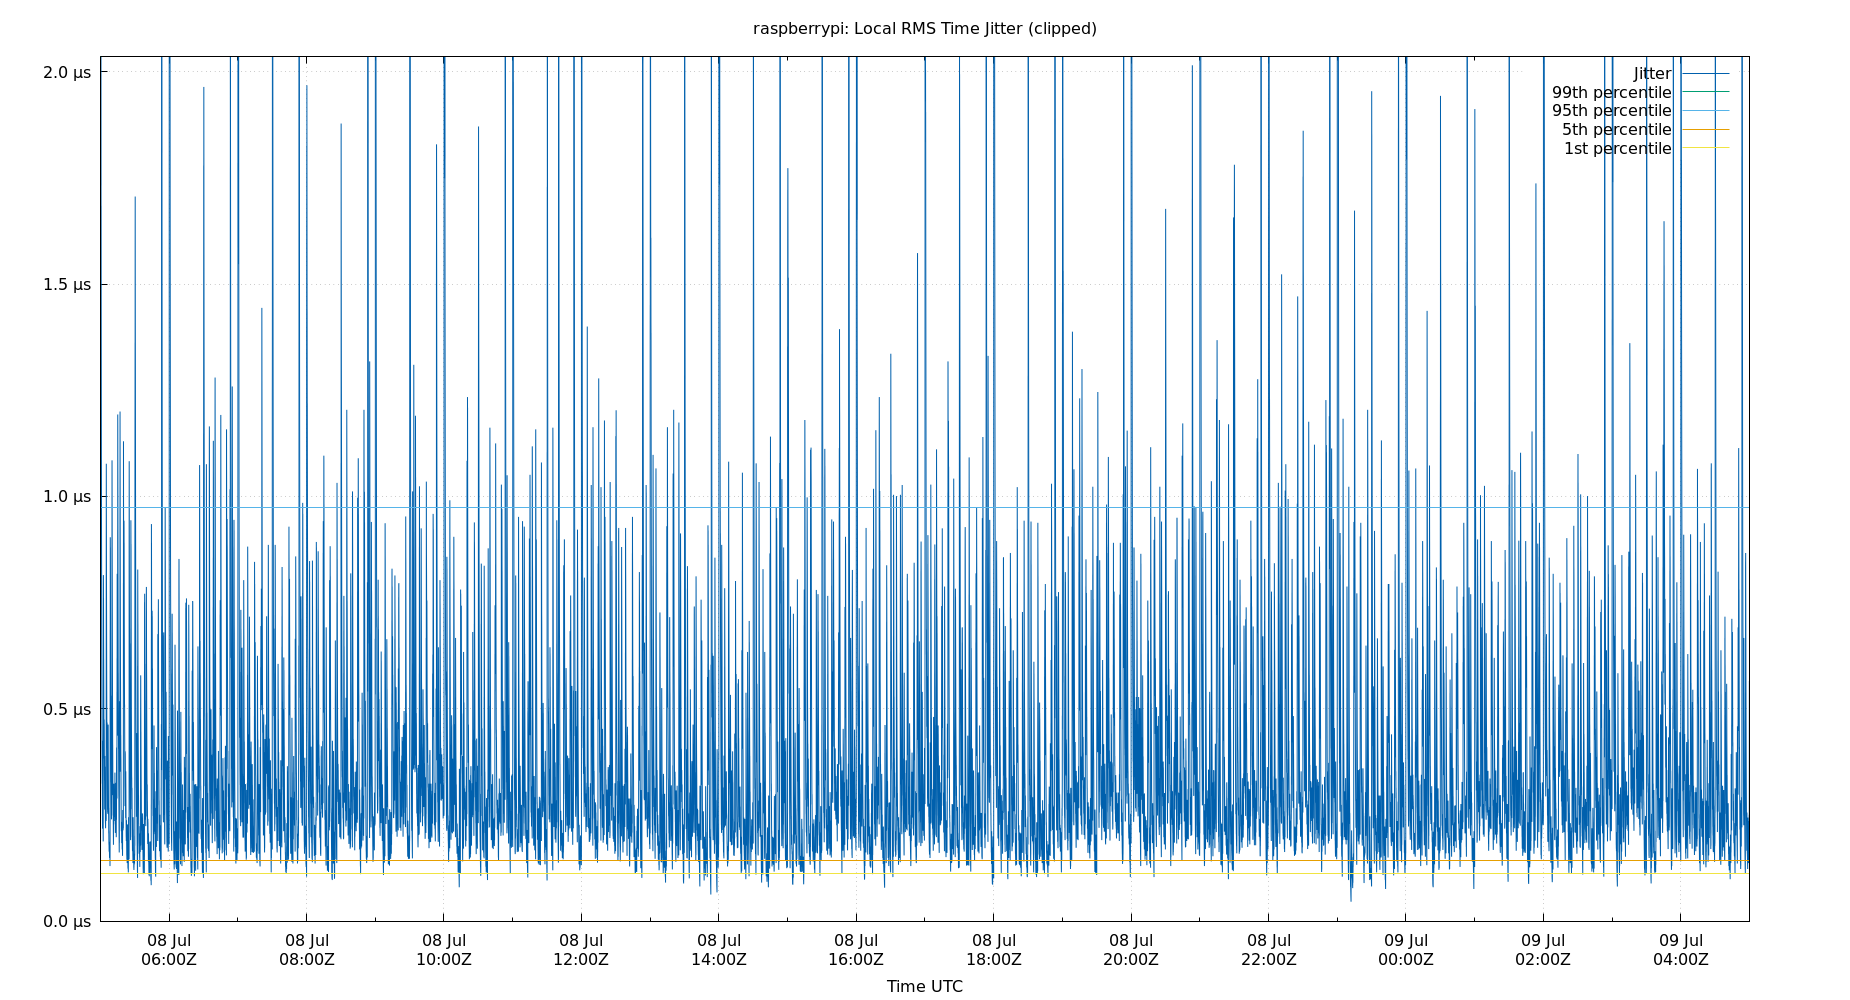 raspberrypi: Local RMS Time Jitter (clipped)
2.0 µs
1.5 µs
1.0 µs
0.5 µs
0.0 µs
Jitter
99th percentile
95th percentile
5th percentile
1st percentile
08 Jul 08 Jul 08 Jul 08 Jul 08 Jul 08 Jul 08 Jul 08 Jul 08 Jul 09 Jul 09 Jul 09 Jul
06:00Z 08:00Z 10:00Z 12:00Z 14:00Z 16:00Z 18:00Z 20:00Z 22:00Z 00:00Z 02:00Z 04:00Z
Time UTC